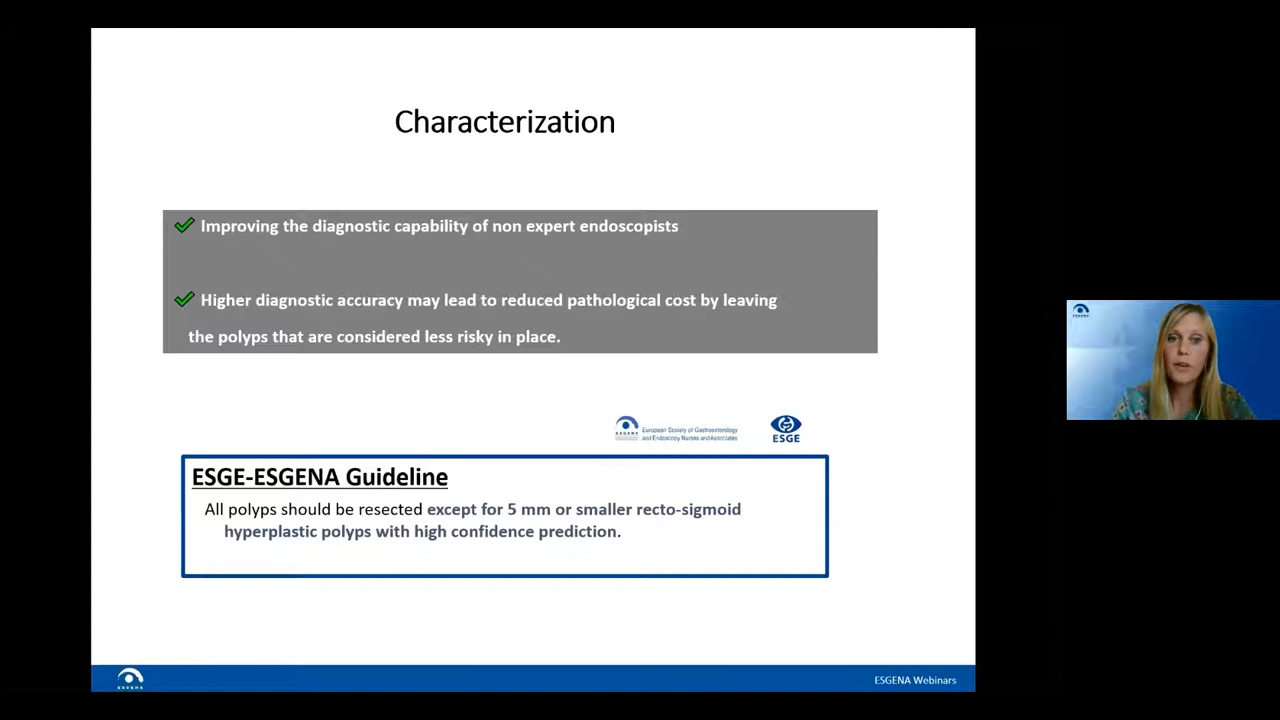 Characterization
Improving the diagnostic capability of non expert endoscopists
Higher diagnostic accuracy may lead to reduced pathological cost by leaving
the polyps that are considered less risky in place.
European Society of Gastroenterology
and Endoscopy Nurses and Associates
ESGENA
ESGE
ESGE-ESGENA Guideline
All polyps should be resected except for 5 mm or smaller recto-sigmoid
hyperplastic polyps with high confidence prediction.
ESGENA
ESGENA Webinars